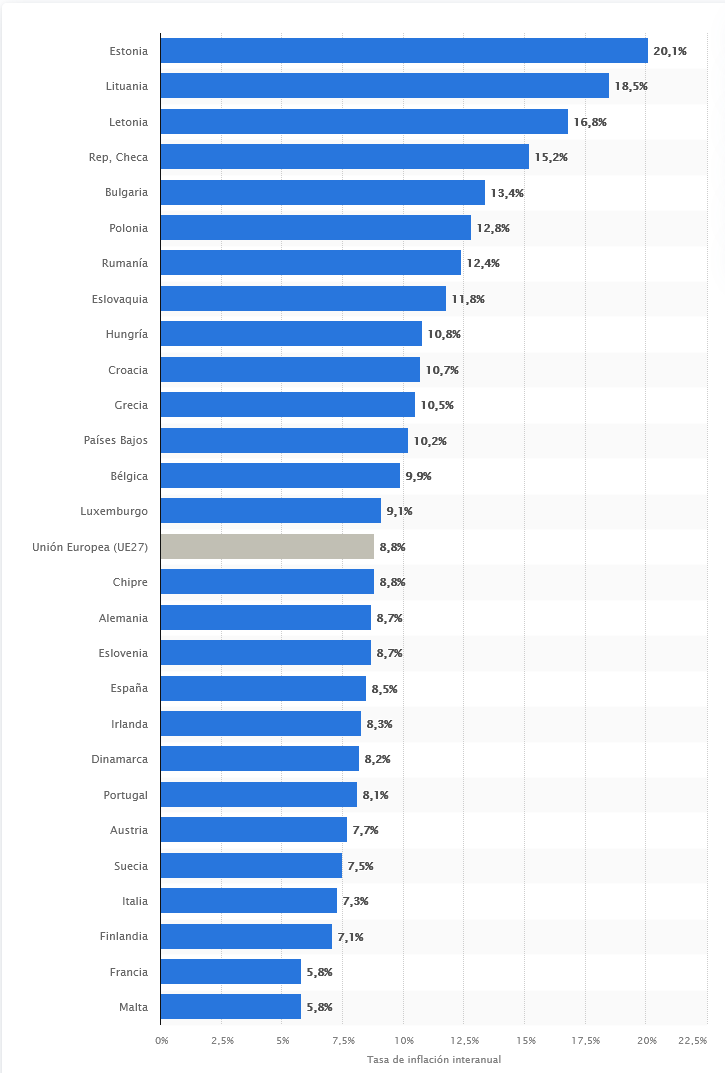 Estonia 20,1%
Lituania 18,5%
Letonia 16,8%
Rep, Checa 15,2%
Bulgaria 13,4%
Polonia 12,8%
Rumanía 12,4%
Eslovaquia 11,8%
Hungría 10,8%
Croacia 10,7%
Grecia 10,5%
Países Bajos 10,2%
Bélgica 9,9%
Luxemburgo 9,1%
Unión Europea (UE27) 8,8%
Chipre 8,8%
Alemania 8,7%
Eslovenia 8,7%
España 8,5%
Irlanda 8,3%
Dinamarca 8,2%
Portugal 8,1%
Austria 7,7%
Suecia 7,5%
Italia 7,3%
Finlandia 7,1%
Francia 5,8%
Malta 5,8%
0% 2,5% 5% 7,5% 10% 12,5% 15% 17,5% 20% 22,5%
Tasa de inflación interanual